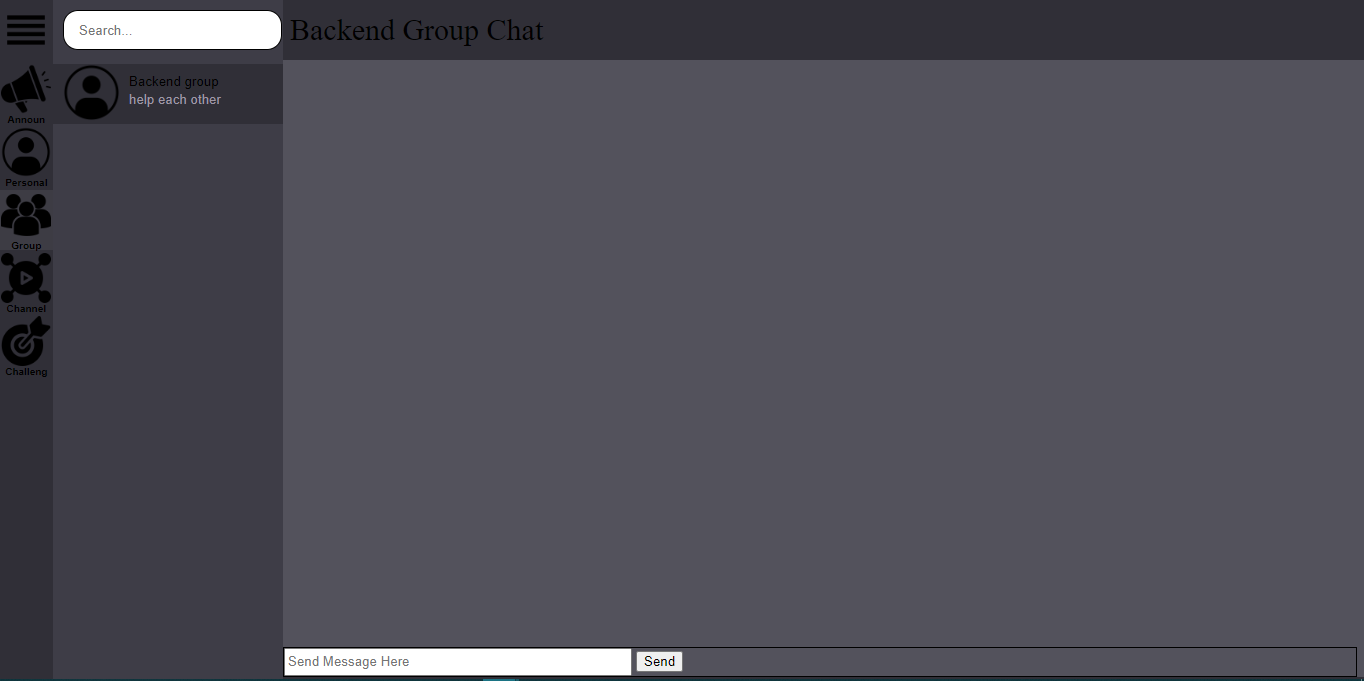 Search...
Backend Group Chat
Backend group
help each other
Announ
Personal
Group
Channel
Challeng
Send Message Here
Send